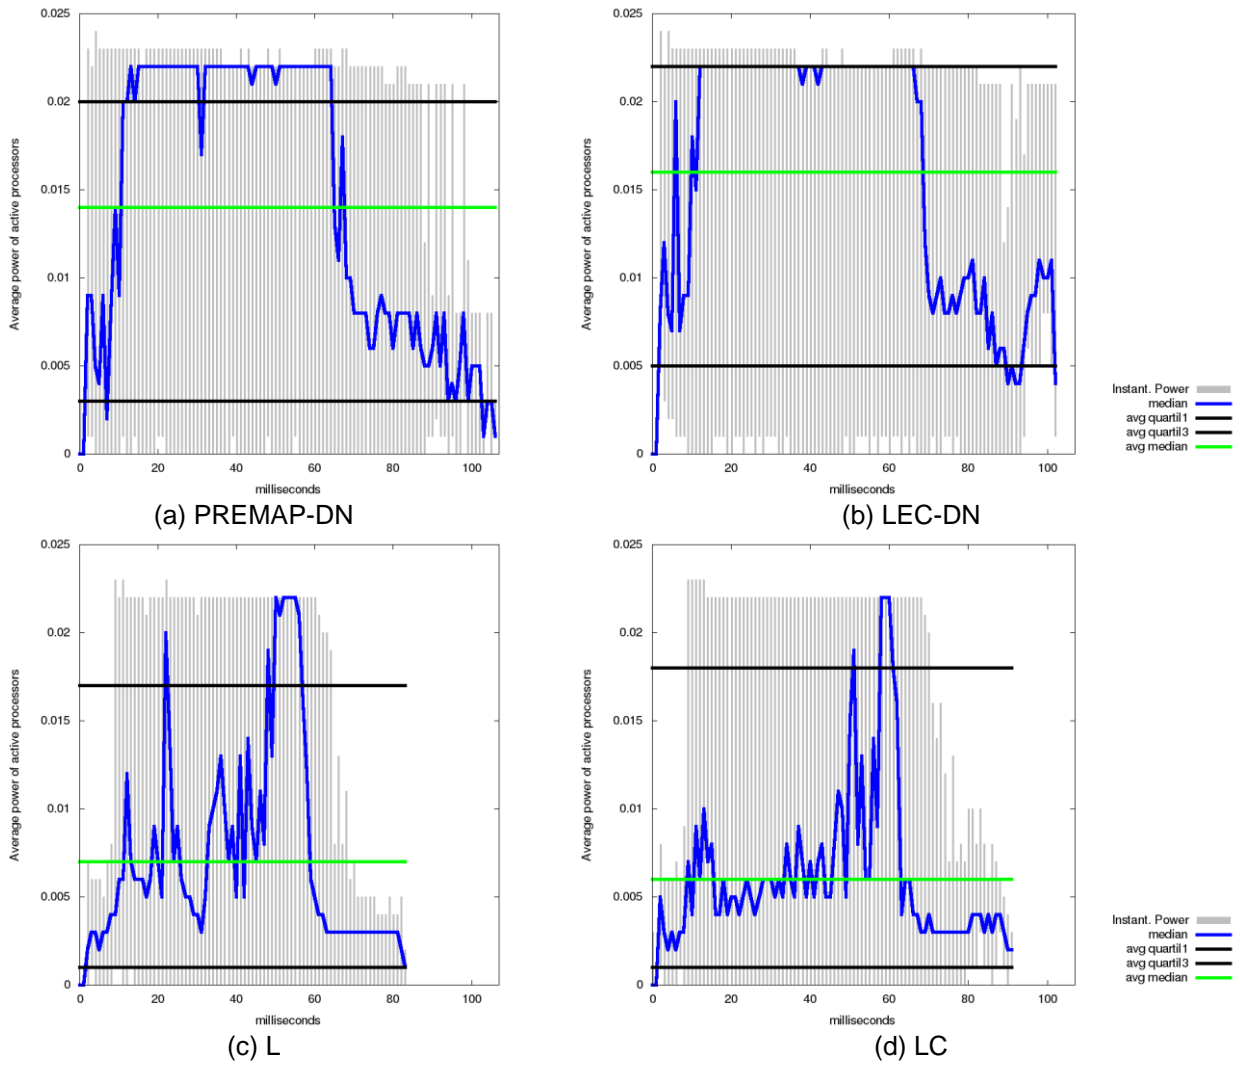 0.025
0.02
0.015
0.01
0.005
0
Average power of active processors
0 20 40 60 80 100
milliseconds
(a) PREMAP-DN
0.025
0.02
0.015
0.01
0.005
0
Average power of active processors
0 20 40 60 80 100
milliseconds
(b) LEC-DN
Instant. Power
median
avg quartil1
avg quartil3
avg median
0.025
0.02
0.015
0.01
0.005
0
Average power of active processors
0 20 40 60 80 100
milliseconds
(c) L
0.025
0.02
0.015
0.01
0.005
0
Average power of active processors
0 20 40 60 80 100
milliseconds
(d) LC
Instant. Power
median
avg quartil1
avg quartil3
avg median